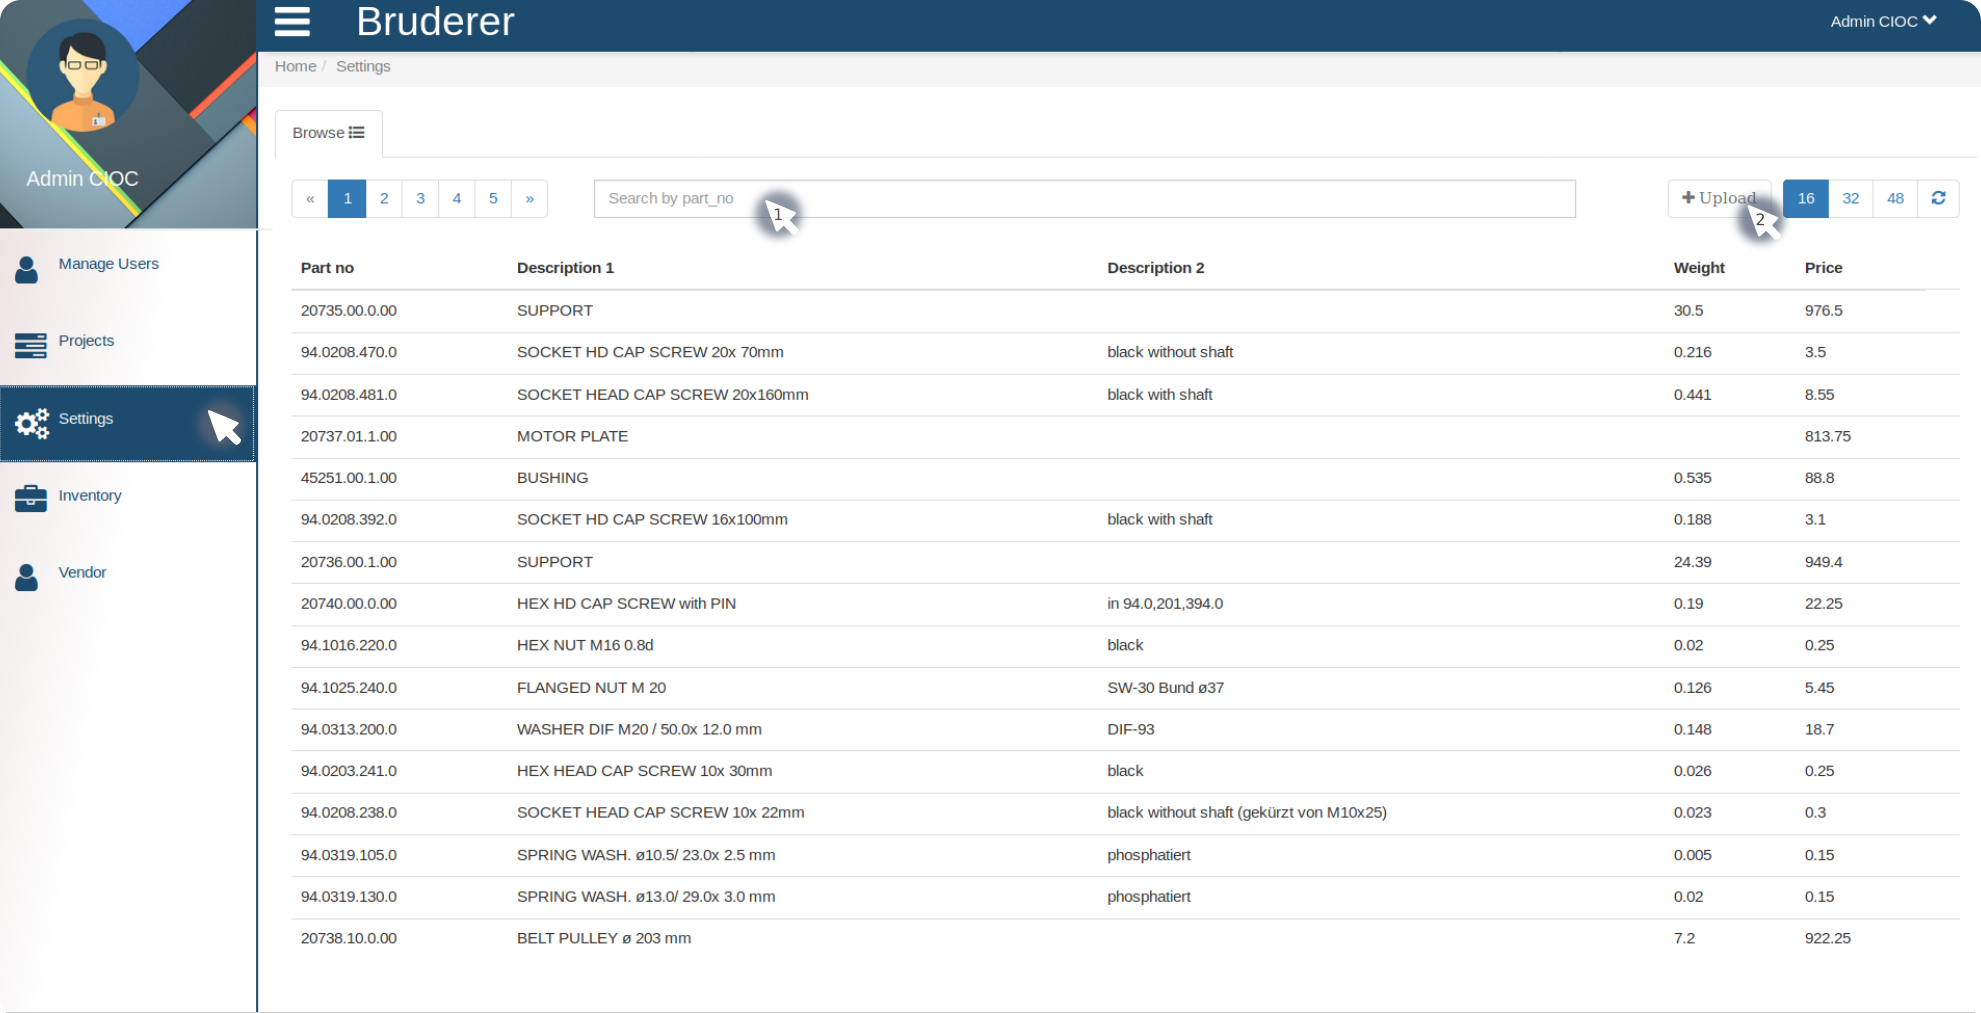 Bruderer
Admin CIOC
Home / Settings
Admin CIOC
Manage Users
Projects
Settings
Inventory
Vendor
Browse
« 1 2 3 4 5 »
Search by part_no
1
Upload
2
16 32 48
Part no Description 1 Description 2 Weight Price
20735.00.0.00 SUPPORT 30.5 976.5
94.0208.470.0 SOCKET HD CAP SCREW 20x 70mm black without shaft 0.216 3.5
94.0208.481.0 SOCKET HEAD CAP SCREW 20x160mm black with shaft 0.441 8.55
20737.01.1.00 MOTOR PLATE 813.75
45251.00.1.00 BUSHING 0.535 88.8
94.0208.392.0 SOCKET HD CAP SCREW 16x100mm black with shaft 0.188 3.1
20736.00.1.00 SUPPORT 24.39 949.4
20740.00.0.00 HEX HD CAP SCREW with PIN in 94.0,201,394.0 0.19 22.25
94.1016.220.0 HEX NUT M16 0.8d black 0.02 0.25
94.1025.240.0 FLANGED NUT M 20 SW-30 Bund ø37 0.126 5.45
94.0313.200.0 WASHER DIF M20 / 50.0x 12.0 mm DIF-93 0.148 18.7
94.0203.241.0 HEX HEAD CAP SCREW 10x 30mm black 0.026 0.25
94.0208.238.0 SOCKET HEAD CAP SCREW 10x 22mm black without shaft (gekürzt von M10x25) 0.023 0.3
94.0319.105.0 SPRING WASH. ø10.5/ 23.0x 2.5 mm phosphatiert 0.005 0.15
94.0319.130.0 SPRING WASH. ø13.0/ 29.0x 3.0 mm phosphatiert 0.02 0.15
20738.10.0.00 BELT PULLEY ø 203 mm 7.2 922.25